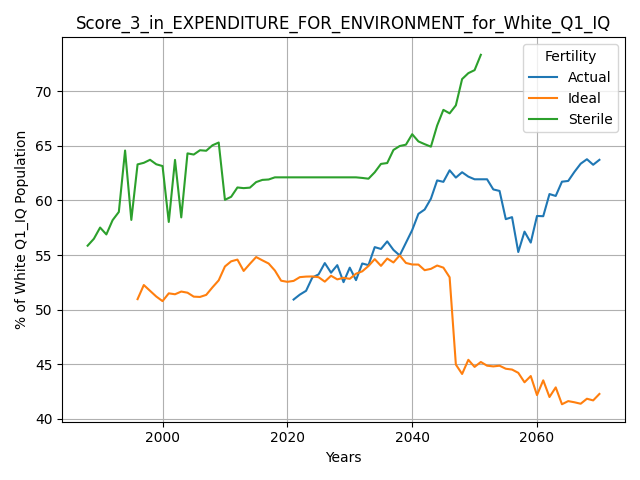 Score_3_in_EXPENDITURE_FOR_ENVIRONMENT_for_White_Q1_IQ
% of White Q1_IQ Population
70
65
60
55
50
45
40
Fertility
Actual
Ideal
Sterile
2000 2020 2040 2060
Years